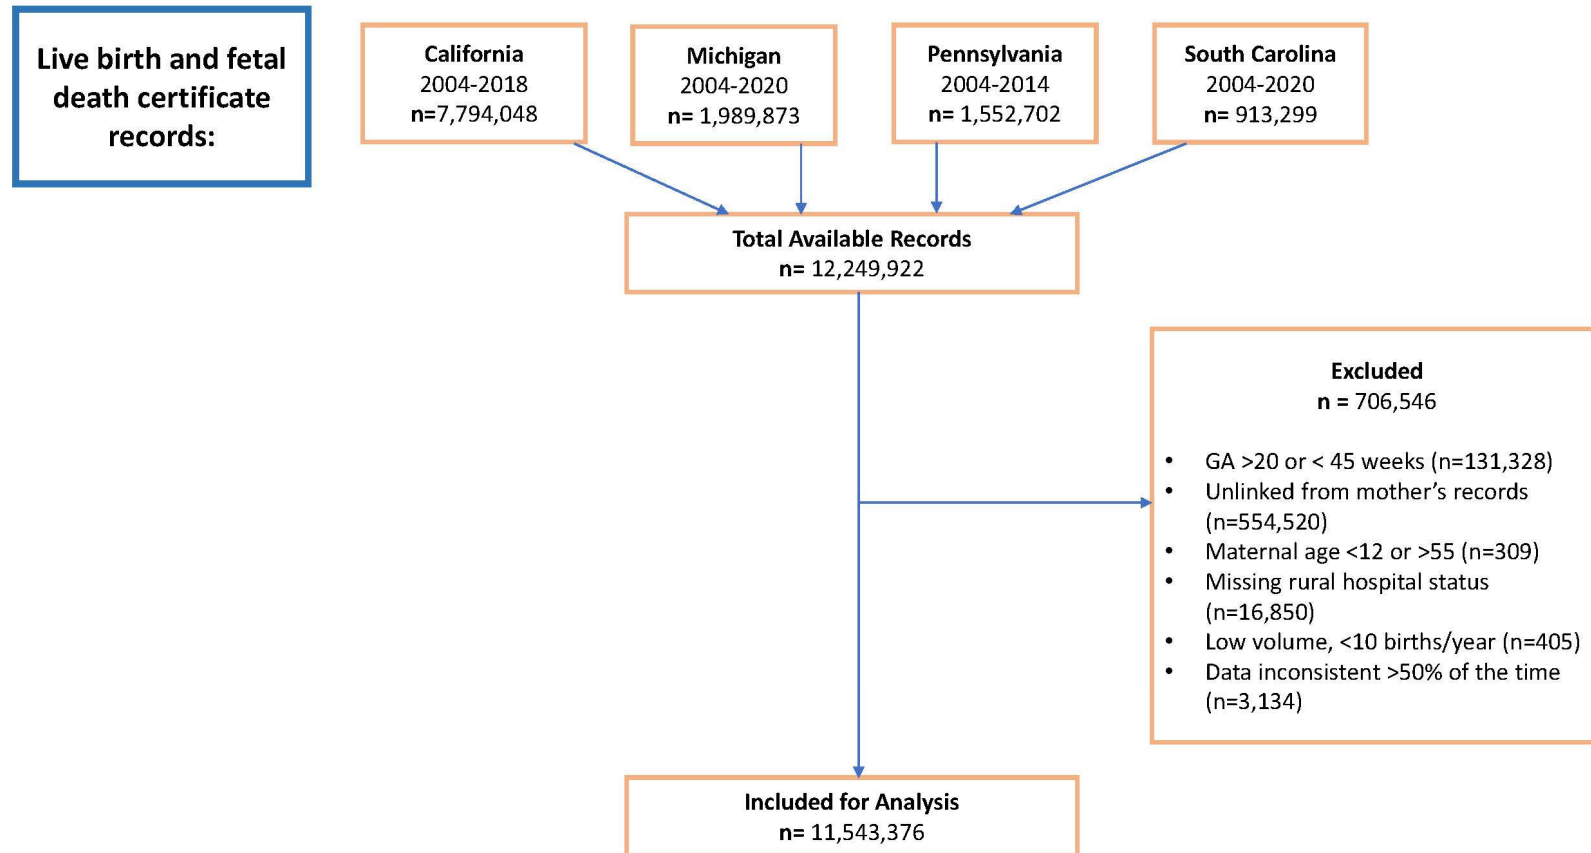 Live birth and fetal
death certificate
records:
California
2004-2018
n=7,794,048
Michigan
2004-2020
n= 1,989,873
Pennsylvania
2004-2014
n= 1,552,702
South Carolina
2004-2020
n= 913,299
Total Available Records
n= 12,249,922
Excluded
n = 706,546
• GA >20 or < 45 weeks (n=131,328)
• Unlinked from mother’s records
(n=554,520)
• Maternal age <12 or >55 (n=309)
• Missing rural hospital status
(n=16,850)
• Low volume, <10 births/year (n=405)
• Data inconsistent >50% of the time
(n=3,134)
Included for Analysis
n= 11,543,376